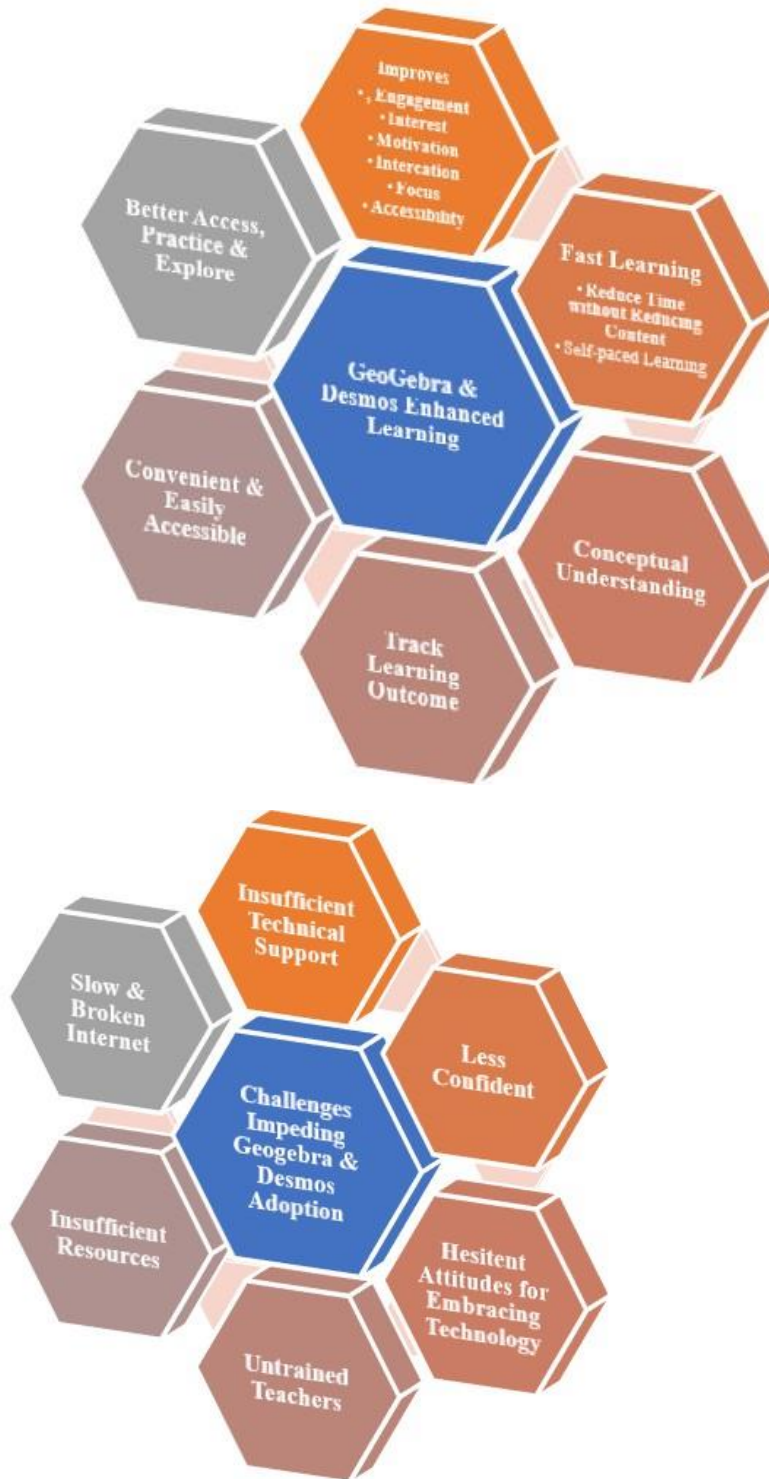 Improves
• , Engagement
• Interest
• Motivation
• Intercation
• Focus
• Accessibility
Better Access,
Practice &
Explore
Fast Learning
• Reduce Time
without Reducing
Content
• Self-paced Learning
GeoGebra &
Desmos Enhanced
Learning
Convenient &
Easily
Accessible
Conceptual
Understanding
Track
Learning
Outcome
Insufficient
Technical
Support
Slow &
Broken
Internet
Less
Confident
Challenges
Impeding
Geogebra &
Desmos
Adoption
Insufficient
Resources
Hesitent
Attitudes for
Embracing
Technology
Untrained
Teachers